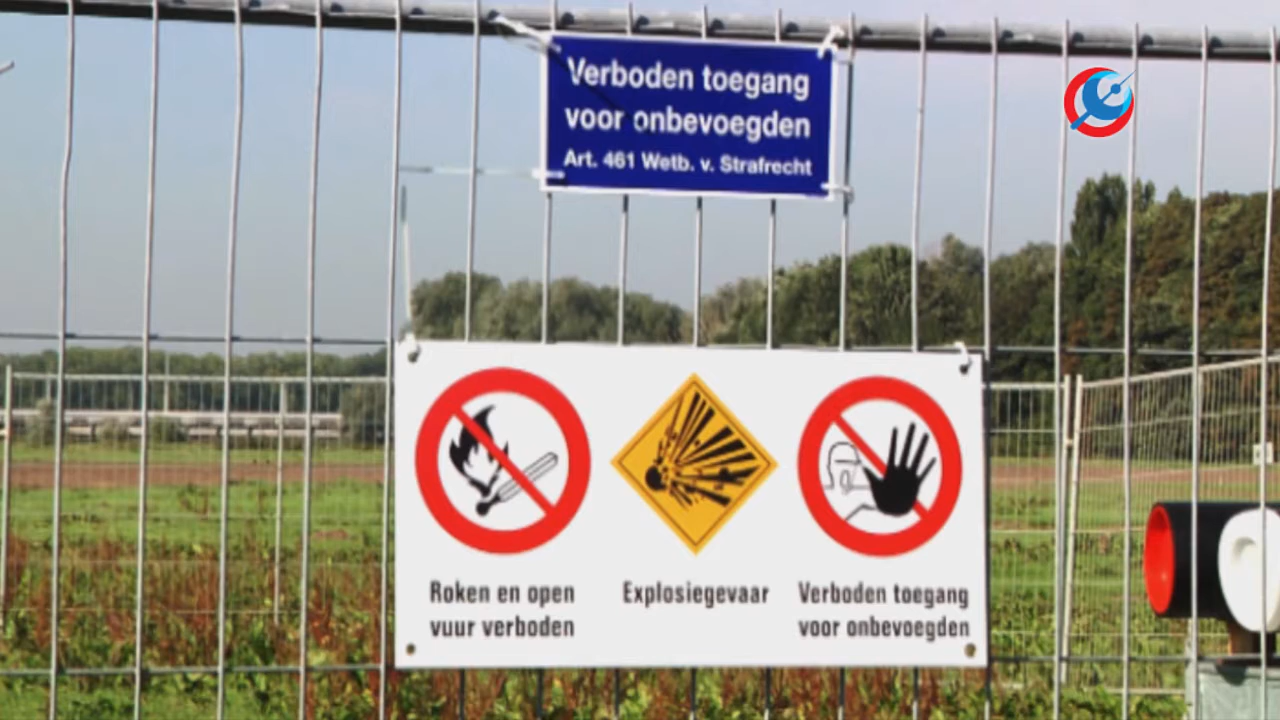 Verboden toegang
voor onbevoegden
Art. 461 Wetb. v. Strafrecht
Roken en open
vuur verboden
Explosiegevaar
Verboden toegang
voor onbevoegden